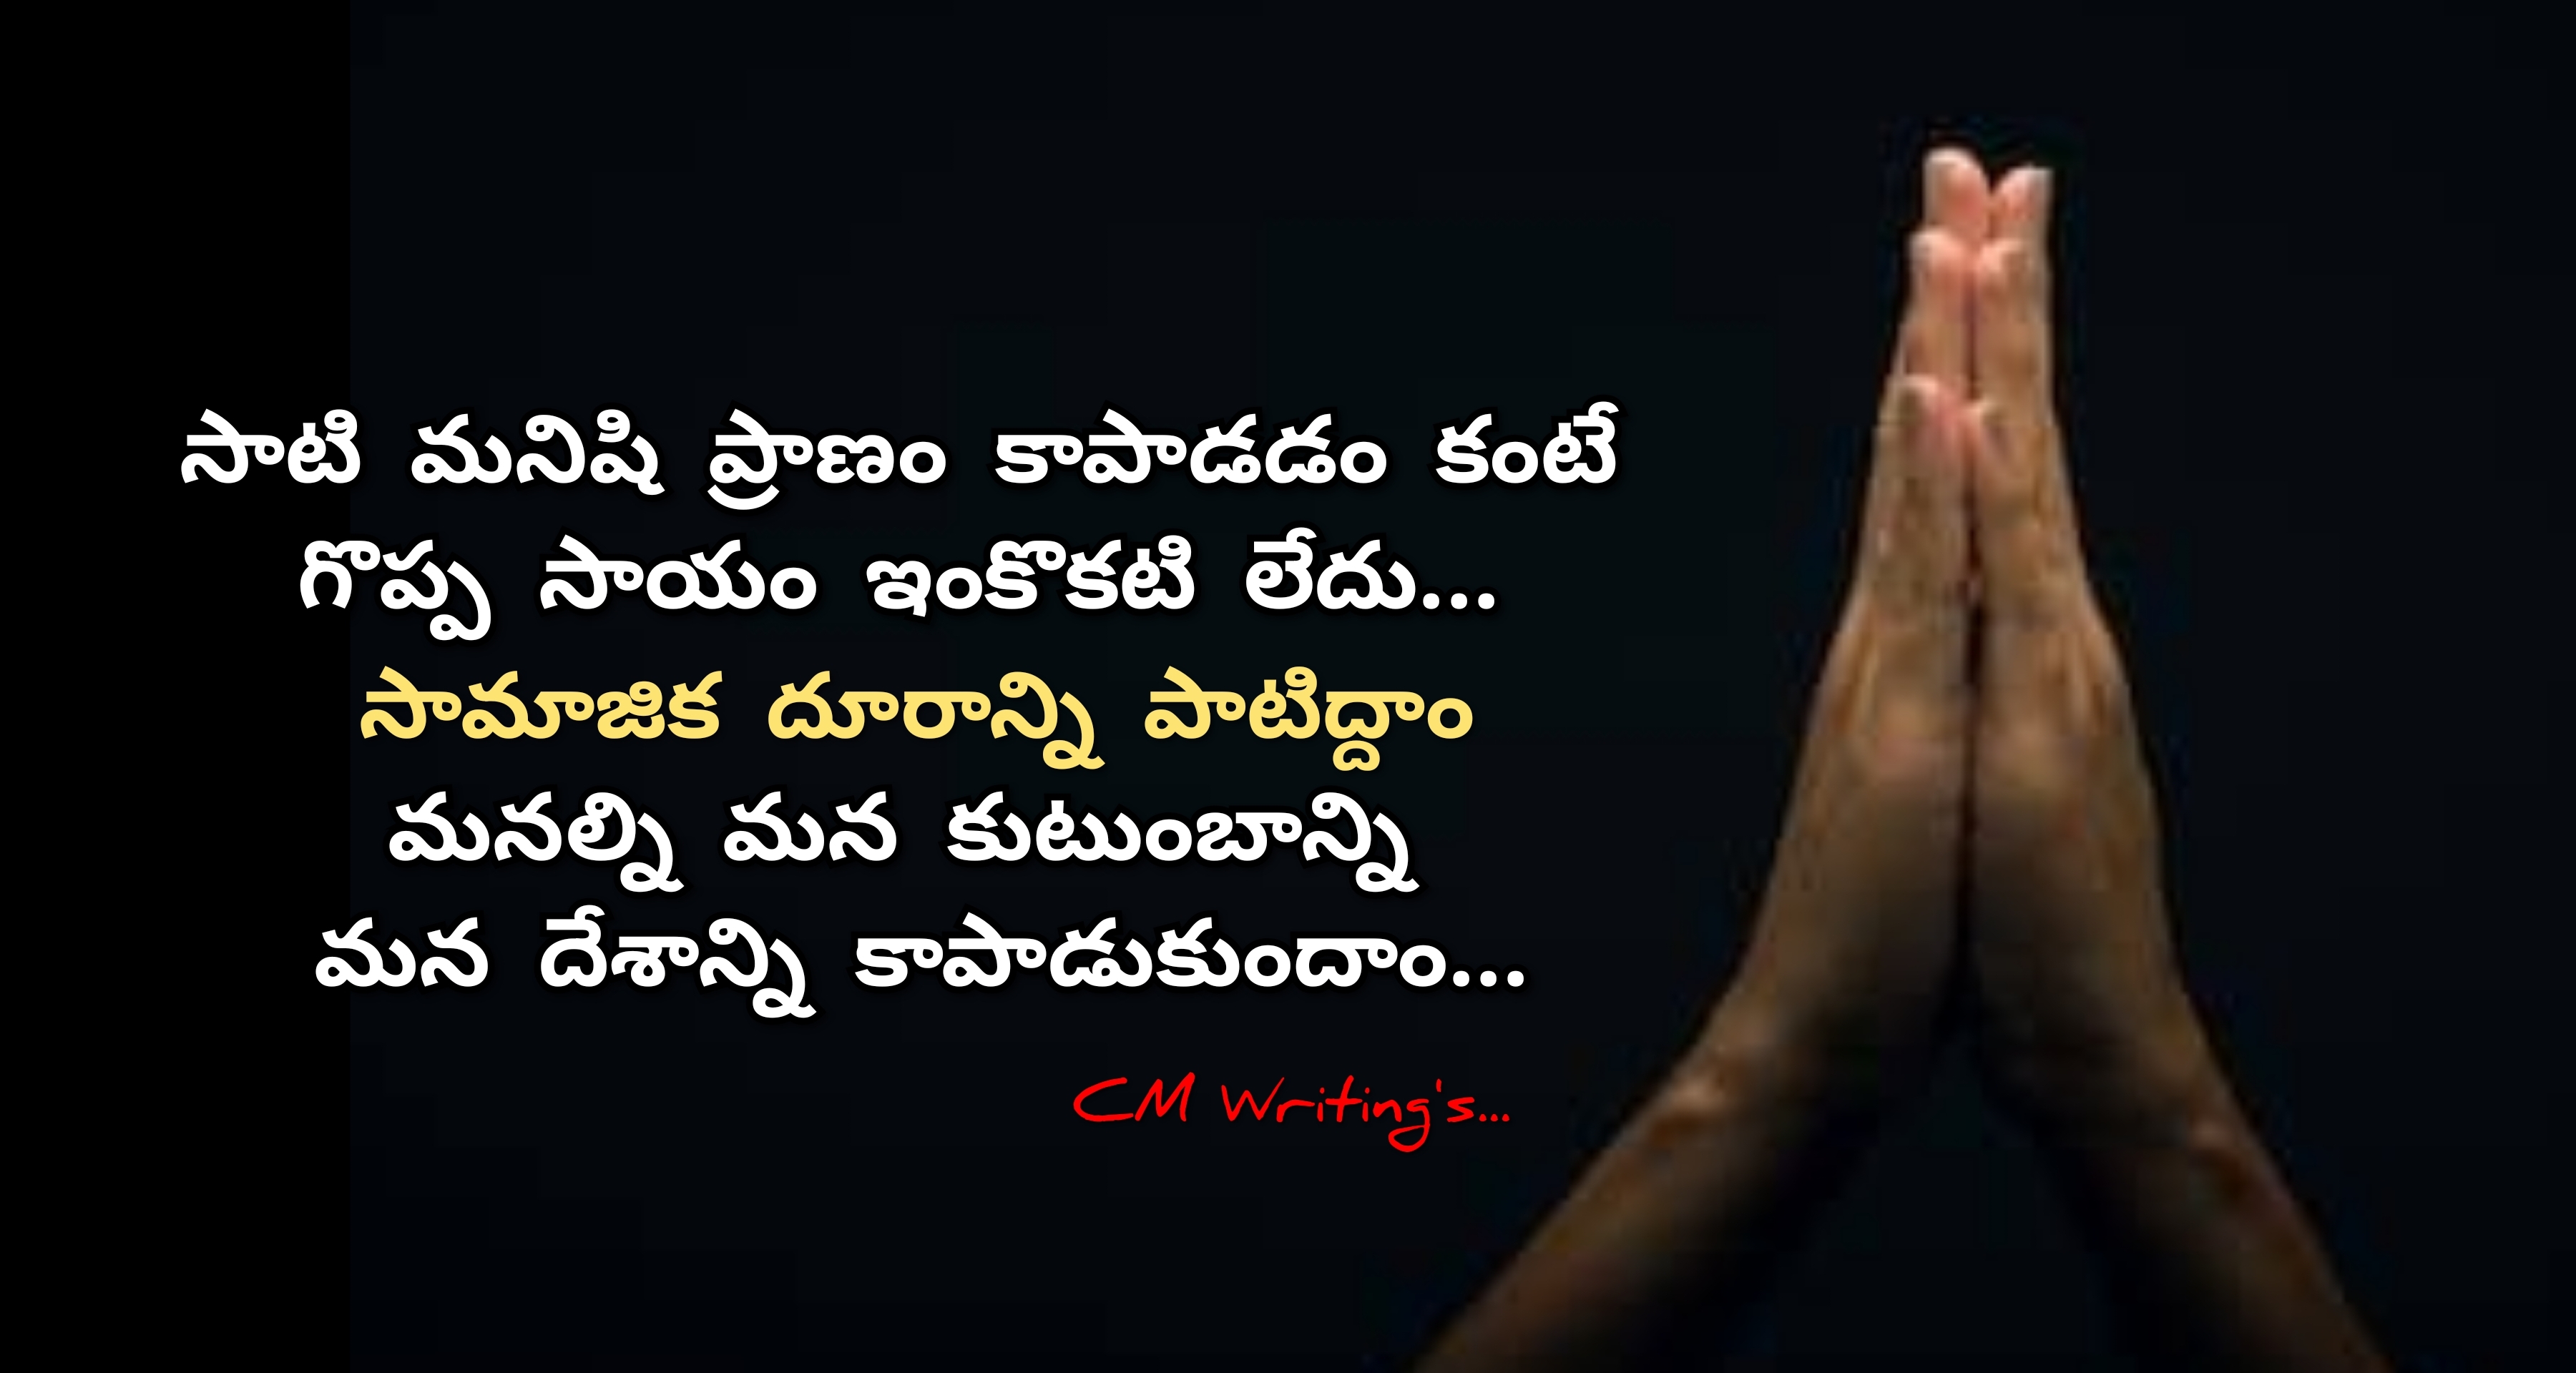 సాటి మనిషి ప్రాణం కాపాడడం కంటే
గొప్ప సాయం ఇంకొకటి లేదు...
సామాజిక దూరాన్ని పాటిద్దాం
మనల్ని మన కుటుంబాన్ని
మన దేశాన్ని కాపాడుకుందాం...
CM Writing's...